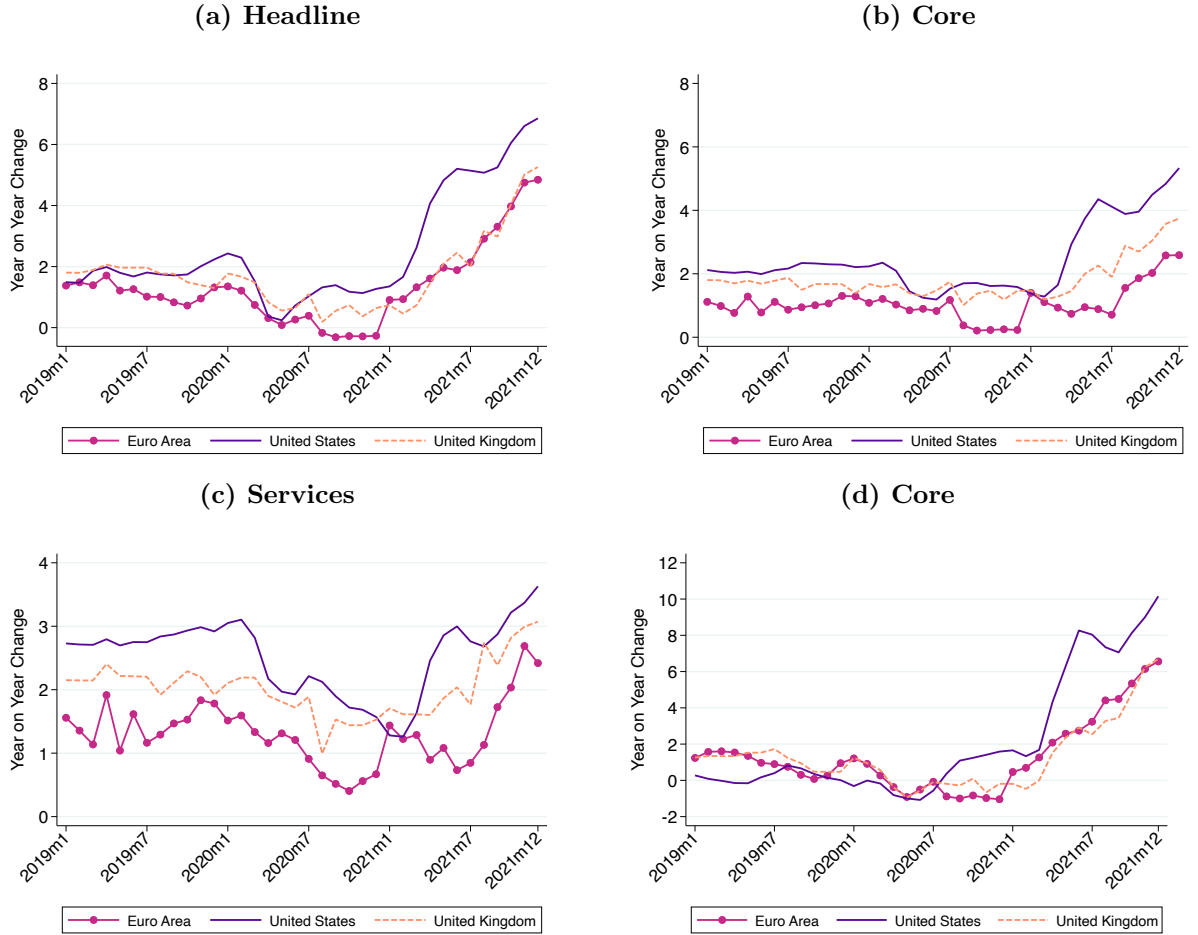 (a) Headline
Year on Year Change
8
6
4
2
0
2019m1
2019m7
2020m1
2020m7
2021m1
2021m7
2021m12
Euro Area United States United Kingdom
(b) Core
Year on Year Change
8
6
4
2
0
2019m1
2019m7
2020m1
2020m7
2021m1
2021m7
2021m12
Euro Area United States United Kingdom
(c) Services
Year on Year Change
4
3
2
1
0
2019m1
2019m7
2020m1
2020m7
2021m1
2021m7
2021m12
Euro Area United States United Kingdom
(d) Core
Year on Year Change
12
10
8
6
4
2
0
-2
2019m1
2019m7
2020m1
2020m7
2021m1
2021m7
2021m12
Euro Area United States United Kingdom